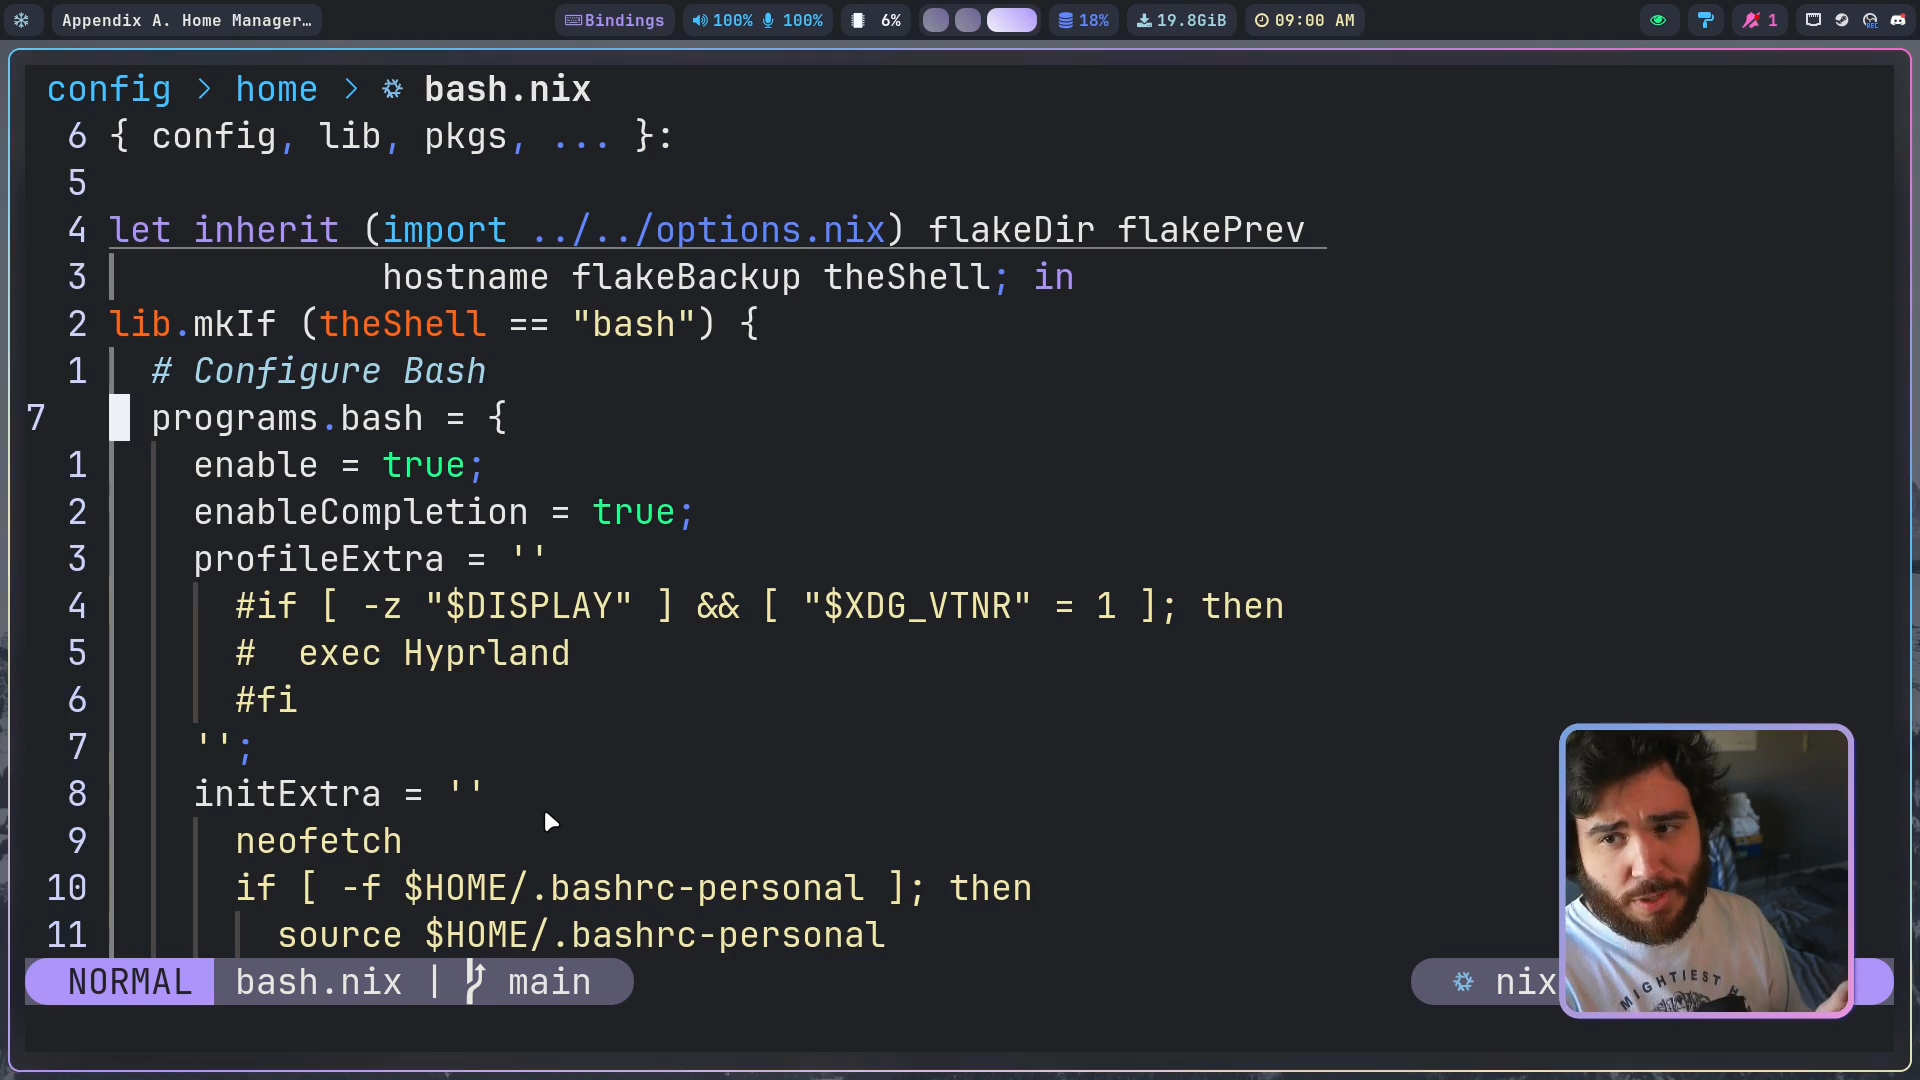 Appendix A. Home Manager… Bindings 100% 100% 6% 18% 19.8GiB 09:00 AM 1
config > home > bash.nix
6 { config, lib, pkgs, ... }:
5
4 let inherit (import ../../options.nix) flakeDir flakePrev
3 hostname flakeBackup theShell; in
2 lib.mkIf (theShell == "bash") {
1 # Configure Bash
7 programs.bash = {
1 enable = true;
2 enableCompletion = true;
3 profileExtra = ''
4 #if [ -z "$DISPLAY" ] && [ "$XDG_VTNR" = 1 ]; then
5 # exec Hyprland
6 #fi
7 '';
8 initExtra = ''
9 neofetch
10 if [ -f $HOME/.bashrc-personal ]; then
11 source $HOME/.bashrc-personal
NORMAL bash.nix | main nix
MIGHTIEST